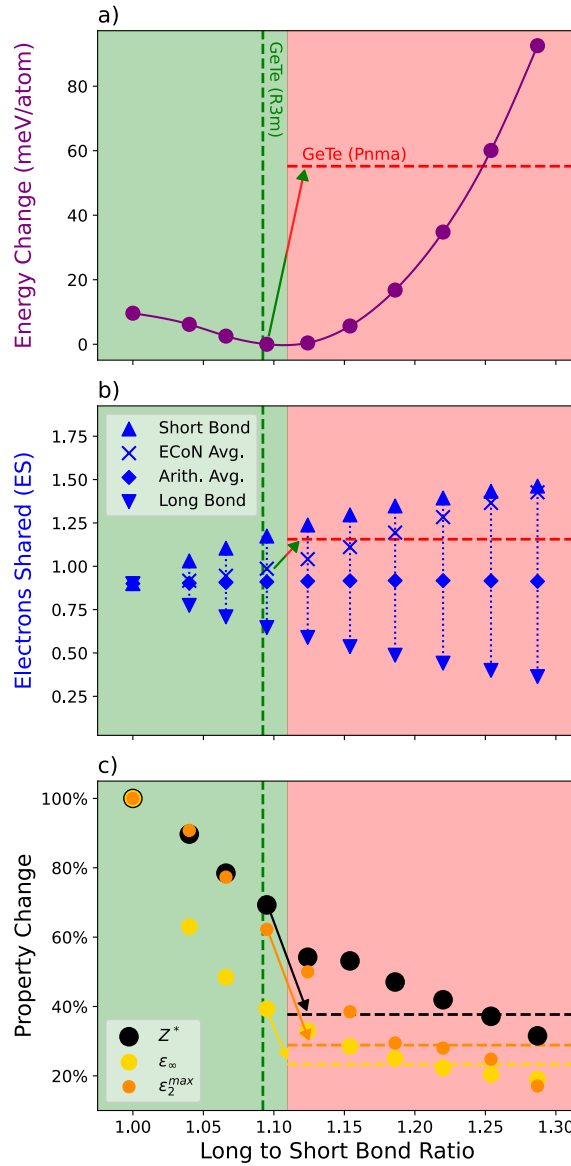 a)
Energy Change (meV/atom)
80
60
40
20
0
GeTe (R3m)
GeTe (Pnma)
b)
Electrons Shared (ES)
1.75
1.50
1.25
1.00
0.75
0.50
0.25
Short Bond
ECoN Avg.
Arith. Avg.
Long Bond
c)
Property Change
100%
80%
60%
40%
20%
Z*
ε∞
ε₂ᵐᵃˣ
1.00 1.05 1.10 1.15 1.20 1.25 1.30
Long to Short Bond Ratio